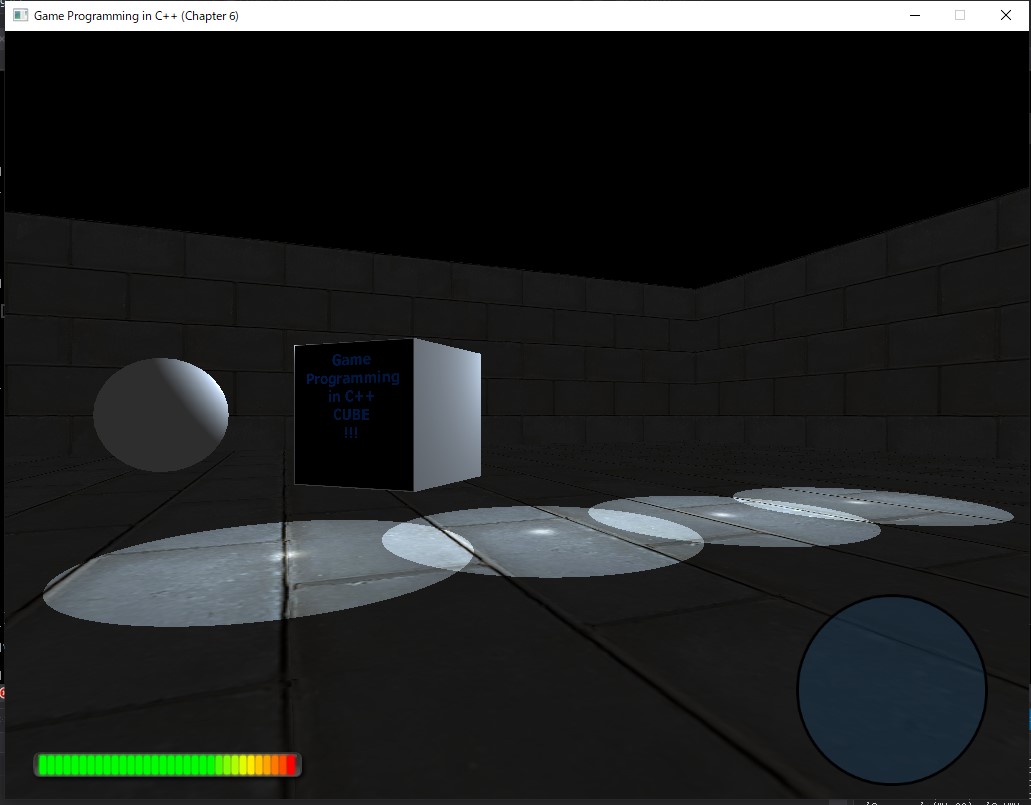 Game Programming in C++ (Chapter 6)
Game
Programming
in C++
CUBE
!!!